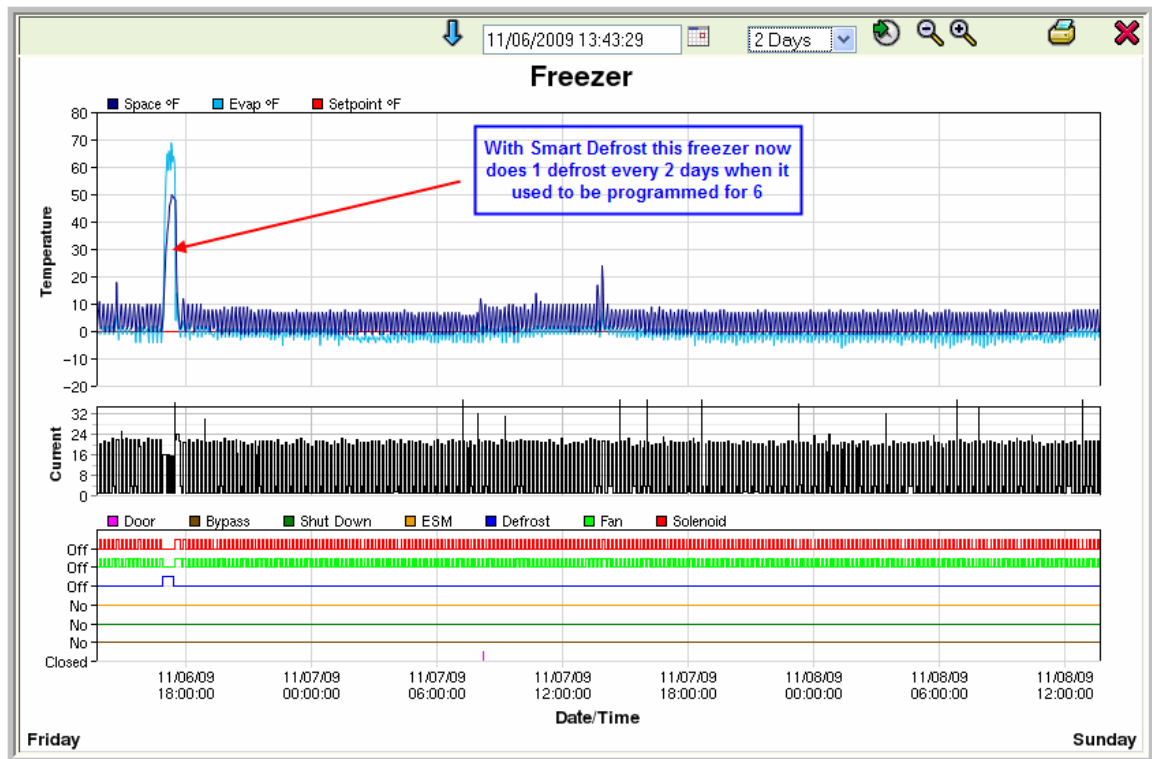 11/06/2009 13:43:29
2 Days
Freezer
Space °F
Evap °F
Setpoint °F
With Smart Defrost this freezer now
does 1 defrost every 2 days when it
used to be programmed for 6
Temperature
80
70
60
50
40
30
20
10
0
-10
-20
Current
32
24
16
8
0
Door
Bypass
Shut Down
ESM
Defrost
Fan
Solenoid
Off
Off
Off
No
No
No
Closed
11/06/09
18:00:00
11/07/09
00:00:00
11/07/09
06:00:00
11/07/09
12:00:00
11/07/09
18:00:00
11/08/09
00:00:00
11/08/09
06:00:00
11/08/09
12:00:00
Date/Time
Friday
Sunday